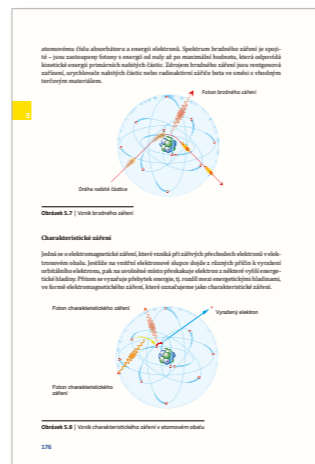 atomovému číslu absorbátoru a energii elektronů. Spektrum brzdného záření je spoji-
té – jsou zastoupeny fotony s energií od nuly až po maximální hodnotu, která odpovídá
kinetické energii primárních nabitých částic. Zdrojem brzdného záření jsou rentgenová
zařízení, urychlovače nabitých částic nebo radioaktivní zářiče beta ve směsi s vhodným
terčovým materiálem.
5
Foton brzdného záření
Dráha nabité částice
Obrázek 5.7 | Vznik brzdného záření
Charakteristické záření
Jedná se o elektromagnetické záření, které vzniká při zářivých přechodech elektronů v elek-
tronovém obalu. Jestliže na vnitřní elektronové slupce dojde z různých příčin k vyražení
orbitálního elektronu, pak na uvolněné místo přeskakuje elektron z některé vyšší energe-
tické hladiny. Přitom se vyzařuje přebytek energie, tj. rozdíl mezi energetickými hladinami,
ve formě elektromagnetického záření, které označujeme jako charakteristické záření.
Foton charakteristického záření
Vyražený elektron
Foton charakteristického
záření
Obrázek 5.8 | Vznik charakteristického záření v atomovém obalu
176